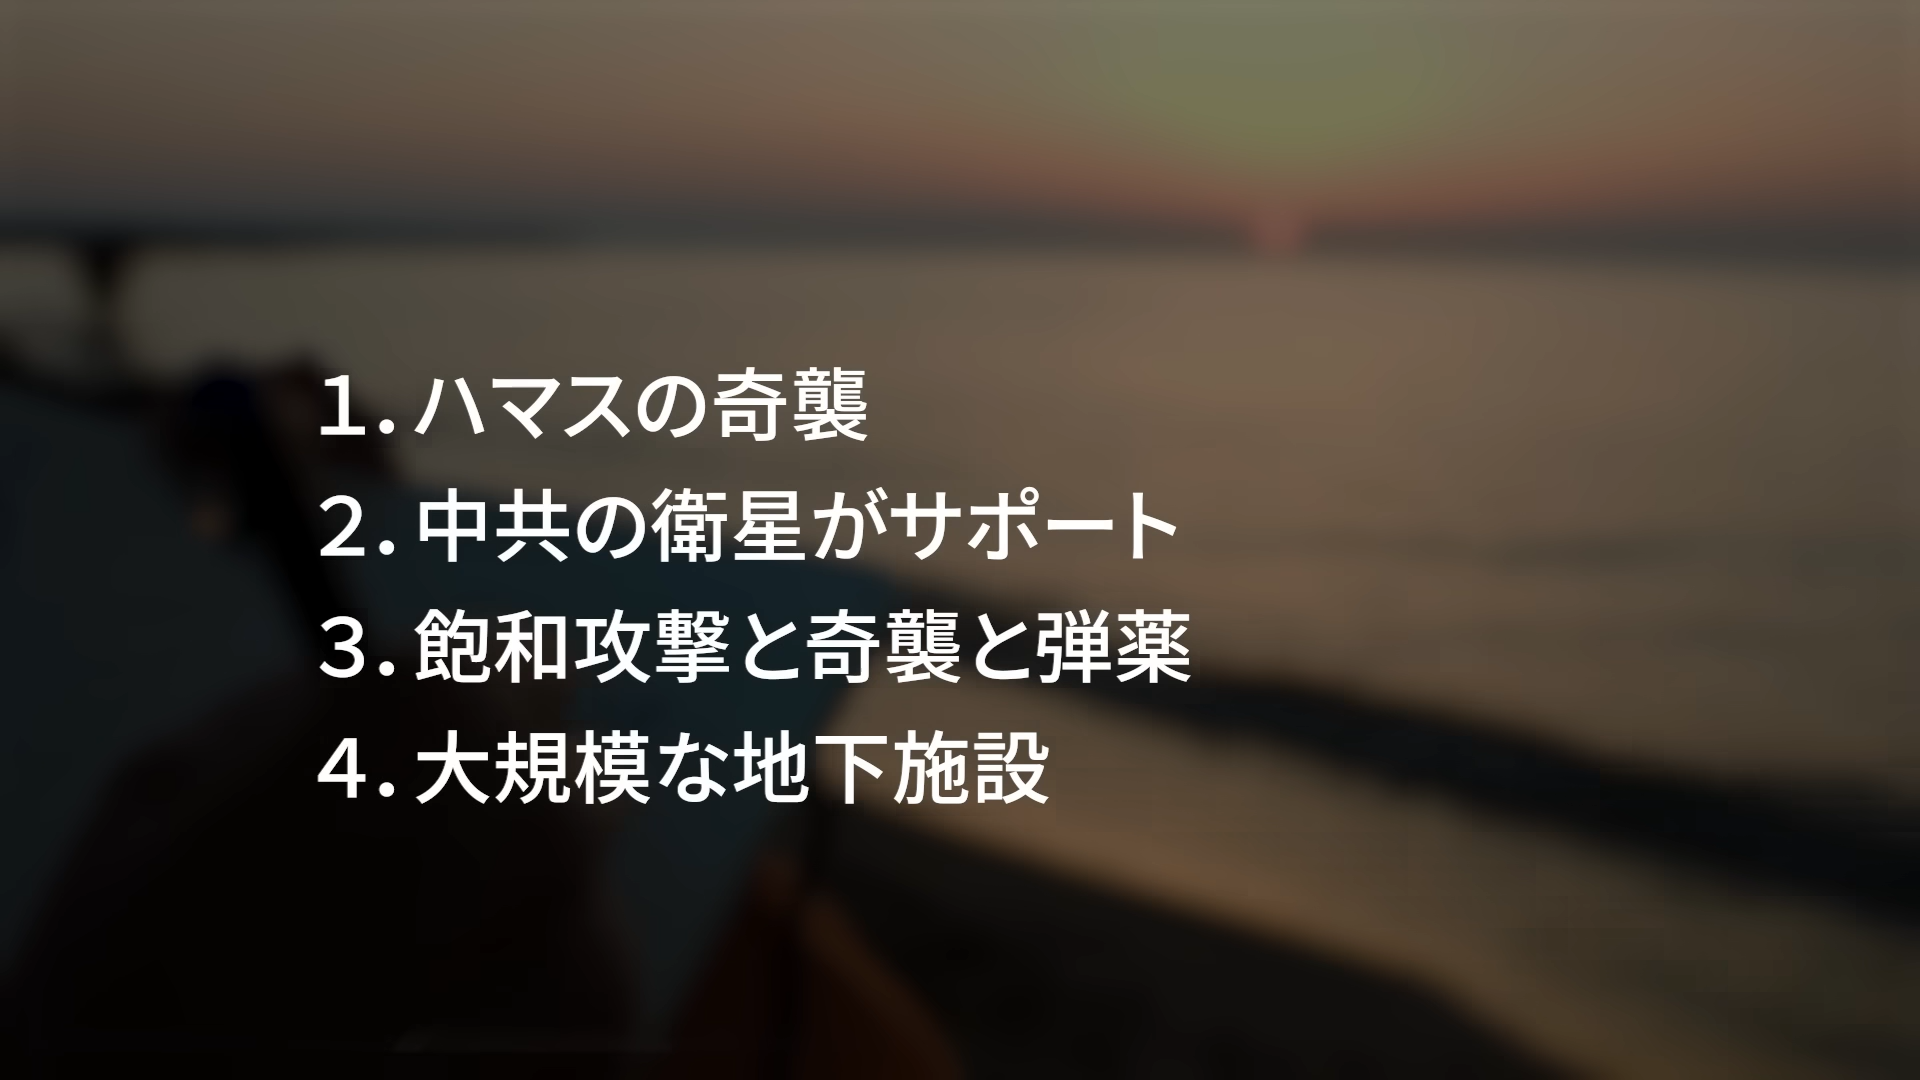 １．ハマスの奇襲
２．中共の衛星がサポート
３．飽和攻撃と奇襲と弾薬
４．大規模な地下施設